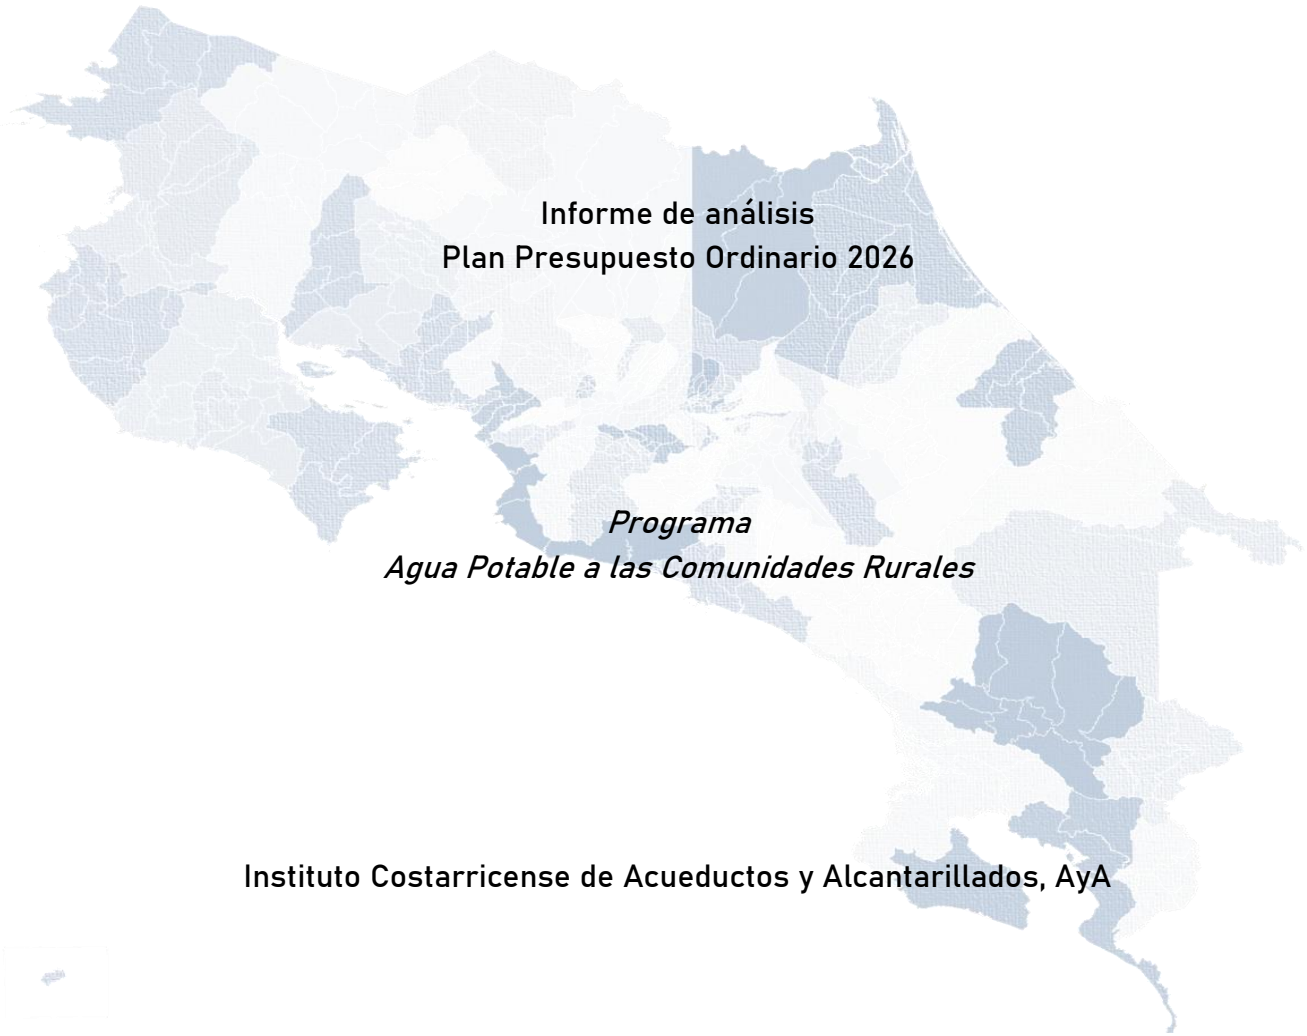 Informe de análisis
Plan Presupuesto Ordinario 2026
Programa
Agua Potable a las Comunidades Rurales
Instituto Costarricense de Acueductos y Alcantarillados, AyA